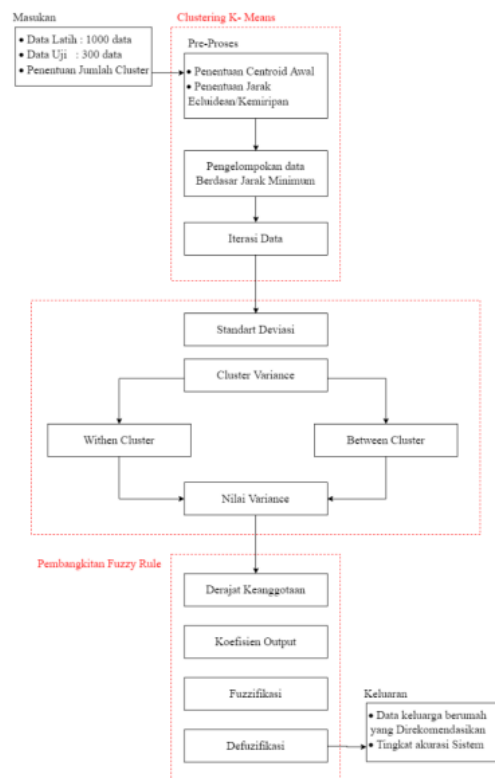 Masukan
• Data Latih : 1000 data
• Data Uji : 300 data
• Penentuan Jumlah Cluster
Clustering K- Means
Pre-Proses
• Penentuan Centroid Awal
• Penentuan Jarak
Ecluidean/Kemiripan
Pengelompokan data
Berdasar Jarak Minimum
Iterasi Data
Standart Deviasi
Cluster Variance
Withen Cluster
Between Cluster
Nilai Variance
Pembangkitan Fuzzy Rule
Derajat Keanggotaan
Koefisien Output
Fuzzifikasi
Defuzifikasi
Keluaran
• Data keluarga berumah
yang Direkomendasikan
• Tingkat akurasi Sistem